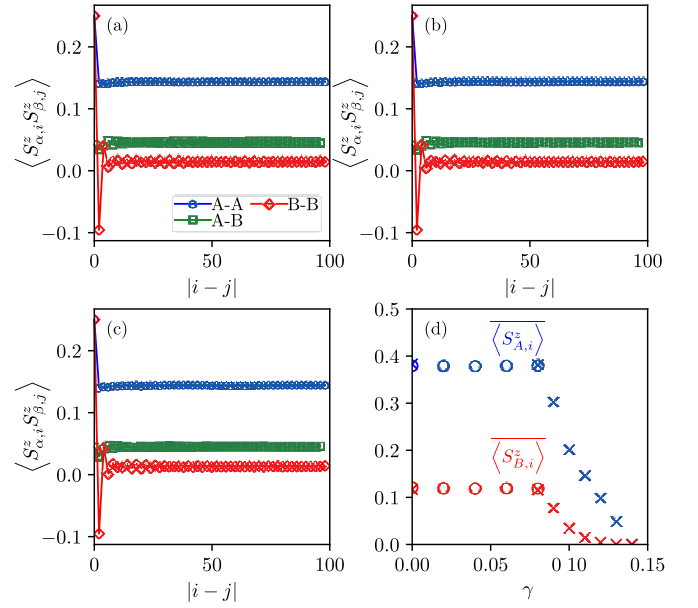 (a)
⟨S^z_{α,i} S^z_{β,j}⟩
0.2
0.1
0.0
−0.1
0
50
100
|i − j|
A-A
A-B
B-B
(b)
⟨S^z_{α,i} S^z_{β,j}⟩
0.2
0.1
0.0
−0.1
0
50
100
|i − j|
(c)
⟨S^z_{α,i} S^z_{β,j}⟩
0.2
0.1
0.0
−0.1
0
50
100
|i − j|
(d)
0.5
0.4
0.3
0.2
0.1
0.0
⟨S^z_{A,i}⟩
⟨S^z_{B,i}⟩
0.00
0.05
0 10
0.15
γ